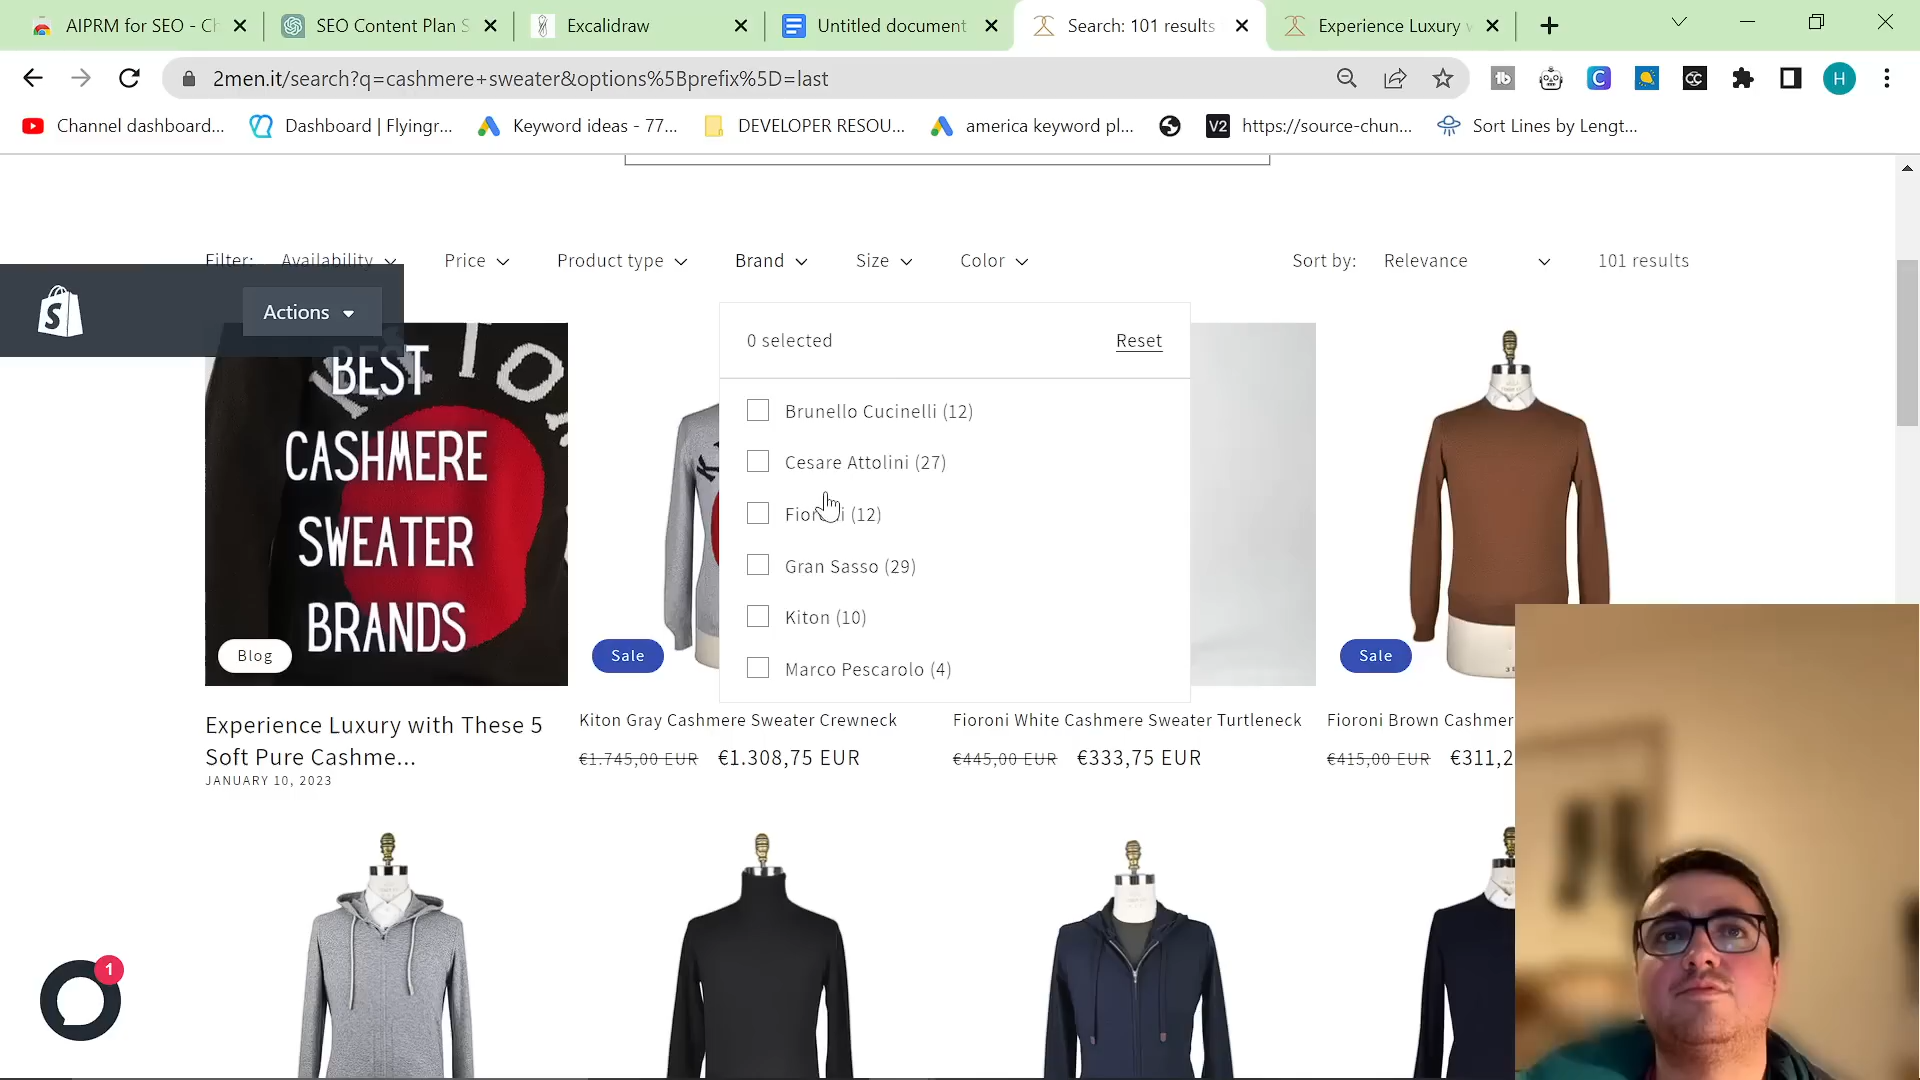 AIPRM for SEO - Ch
SEO Content Plan S
Excalidraw
Untitled document
Search: 101 results
Experience Luxury w
2men.it/search?q=cashmere+sweater&options%5Bprefix%5D=last
H
Channel dashboard...
Dashboard | Flyingr...
Keyword ideas - 77...
DEVELOPER RESOU...
america keyword pl...
V2
https://source-chun...
Sort Lines by Lengt...
Filter:
Availability
Price
Product type
Brand
Size
Color
Sort by:
Relevance
101 results
Actions
0 selected
Reset
Brunello Cucinelli (12)
Cesare Attolini (27)
Fioroni (12)
Gran Sasso (29)
Kiton (10)
Marco Pescarolo (4)
BEST
CASHMERE
SWEATER
BRANDS
Blog
Sale
Sale
Experience Luxury with These 5
Soft Pure Cashme...
JANUARY 10, 2023
Kiton Gray Cashmere Sweater Crewneck
€1.745,00 EUR €1.308,75 EUR
Fioroni White Cashmere Sweater Turtleneck
€445,00 EUR €333,75 EUR
Fioroni Brown Cashmer
€415,00 EUR €311,2
1